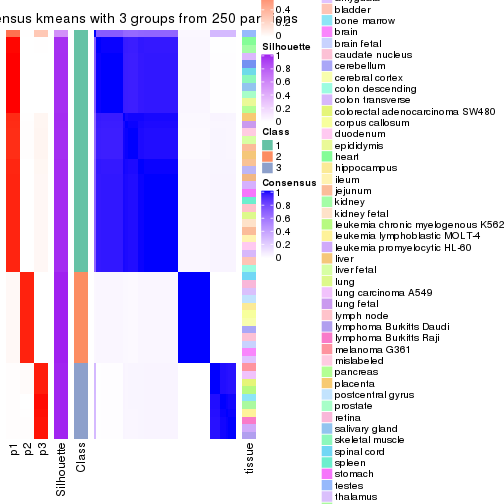 ensus kmeans with 3 groups from 250 par
ns
0.4
0.2
0
Silhouette
1
0.8
0.6
0.4
0.2
0
Class
1
2
3
Consensus
1
0.8
0.6
0.4
0.2
0
p1
p2
p3
Silhouette
Class
tissue
bladder
bone marrow
brain
brain fetal
caudate nucleus
cerebellum
cerebral cortex
colon descending
colon transverse
colorectal adenocarcinoma SW480
corpus callosum
duodenum
epididymis
heart
hippocampus
ileum
jejunum
kidney
kidney fetal
leukemia chronic myelogenous K562
leukemia lymphoblastic MOLT-4
leukemia promyelocytic HL-60
liver
liver fetal
lung
lung carcinoma A549
lung fetal
lymph node
lymphoma Burkitts Daudi
lymphoma Burkitts Raji
melanoma G361
mislabeled
pancreas
placenta
postcentral gyrus
prostate
retina
salivary gland
skeletal muscle
spinal cord
spleen
stomach
testes
thalamus